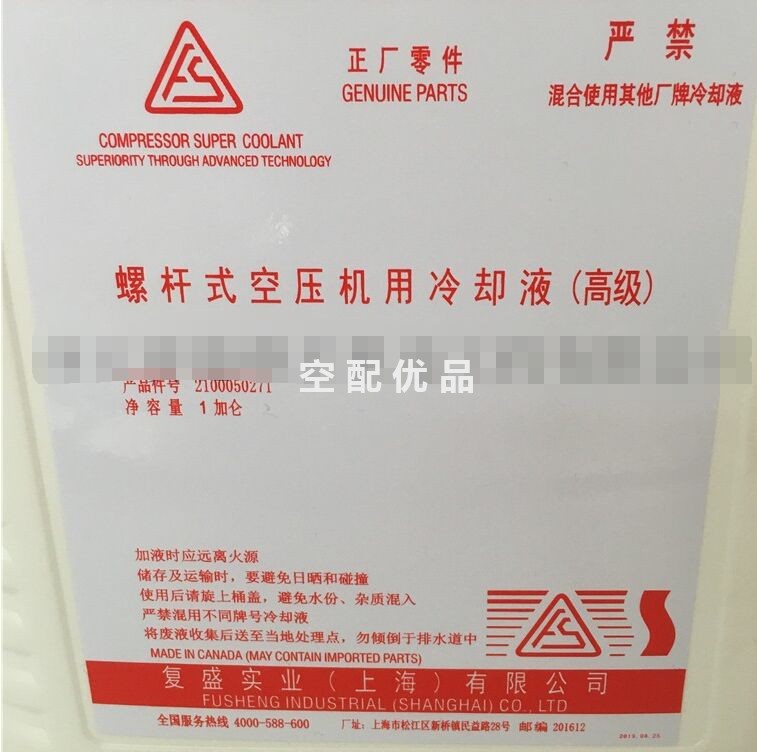 FS
正厂零件
GENUINE PARTS
严禁
混合使用其他厂牌冷却液
COMPRESSOR SUPER COOLANT
SUPERIORITY THROUGH ADVANCED TECHNOLOGY
螺杆式空压机用冷却液(高级)
空配优品
产品件号 2100050271
净容量 1加仑
加液时应远离火源
储存及运输时，要避免日晒和碰撞
使用后请旋上桶盖，避免水份、杂质混入
严禁混用不同牌号冷却液
将废液收集后送至当地处理点，勿倾倒于排水道中
MADE IN CANADA (MAY CONTAIN IMPORTED PARTS)
FS
复盛实业（上海）有限公司
FUSHENG INDUSTRIAL (SHANGHAI) CO., LTD
全国服务热线 4000-588-600 厂址：上海市松江区新桥镇民益路28号 邮编 201612
2019.08.26